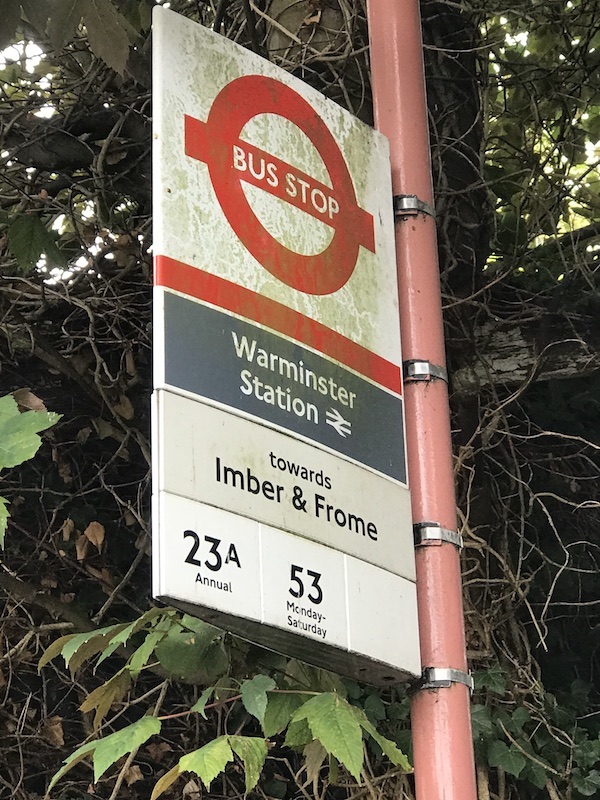 BUS STOP
Warminster
Station
towards
Imber & Frome
23A
Annual
53
Monday-
Saturday